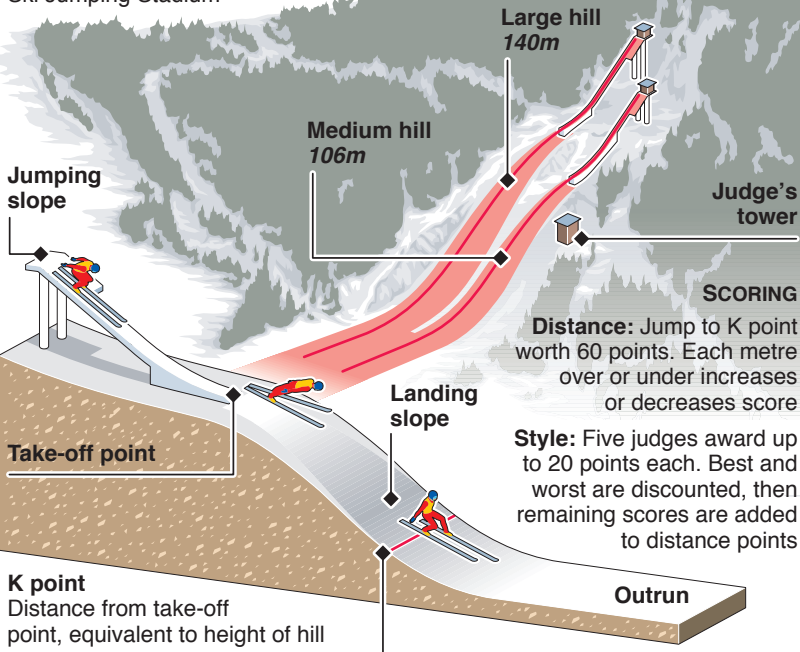 Ski Jumping Stadium
Large hill
140m
Medium hill
106m
Jumping
slope
Judge's
tower
SCORING
Distance: Jump to K point
worth 60 points. Each metre
over or under increases
or decreases score
Landing
slope
Take-off point
Style: Five judges award up
to 20 points each. Best and
worst are discounted, then
remaining scores are added
to distance points
K point
Distance from take-off
point, equivalent to height of hill
Outrun